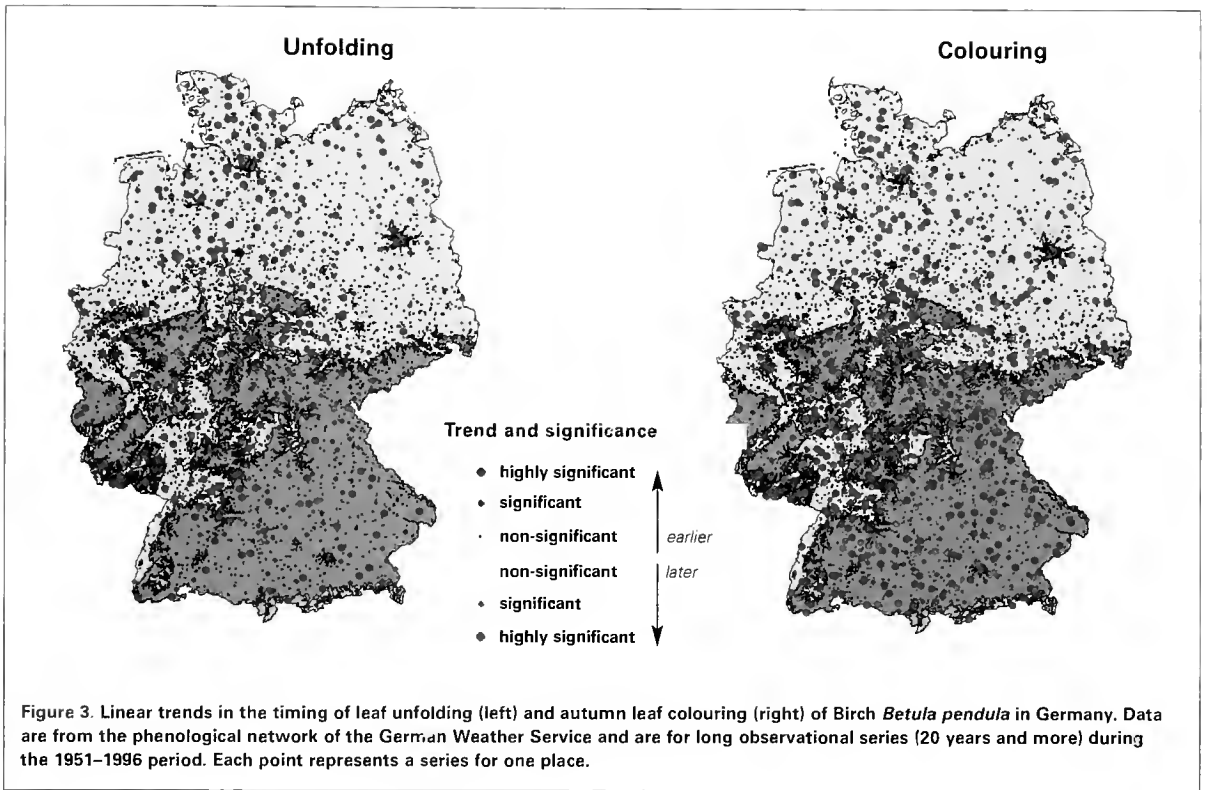 Unfolding
Colouring
Trend and significance
highly significant
significant
non-significant
earlier
non-significant
later
significant
highly significant
Figure 3. Linear trends in the timing of leaf unfolding (left) and autumn leaf colouring (right) of Birch Betula pendula in Germany. Data
are from the phenological network of the German Weather Service and are for long observational series (20 years and more) during
the 1951–1996 period. Each point represents a series for one place.